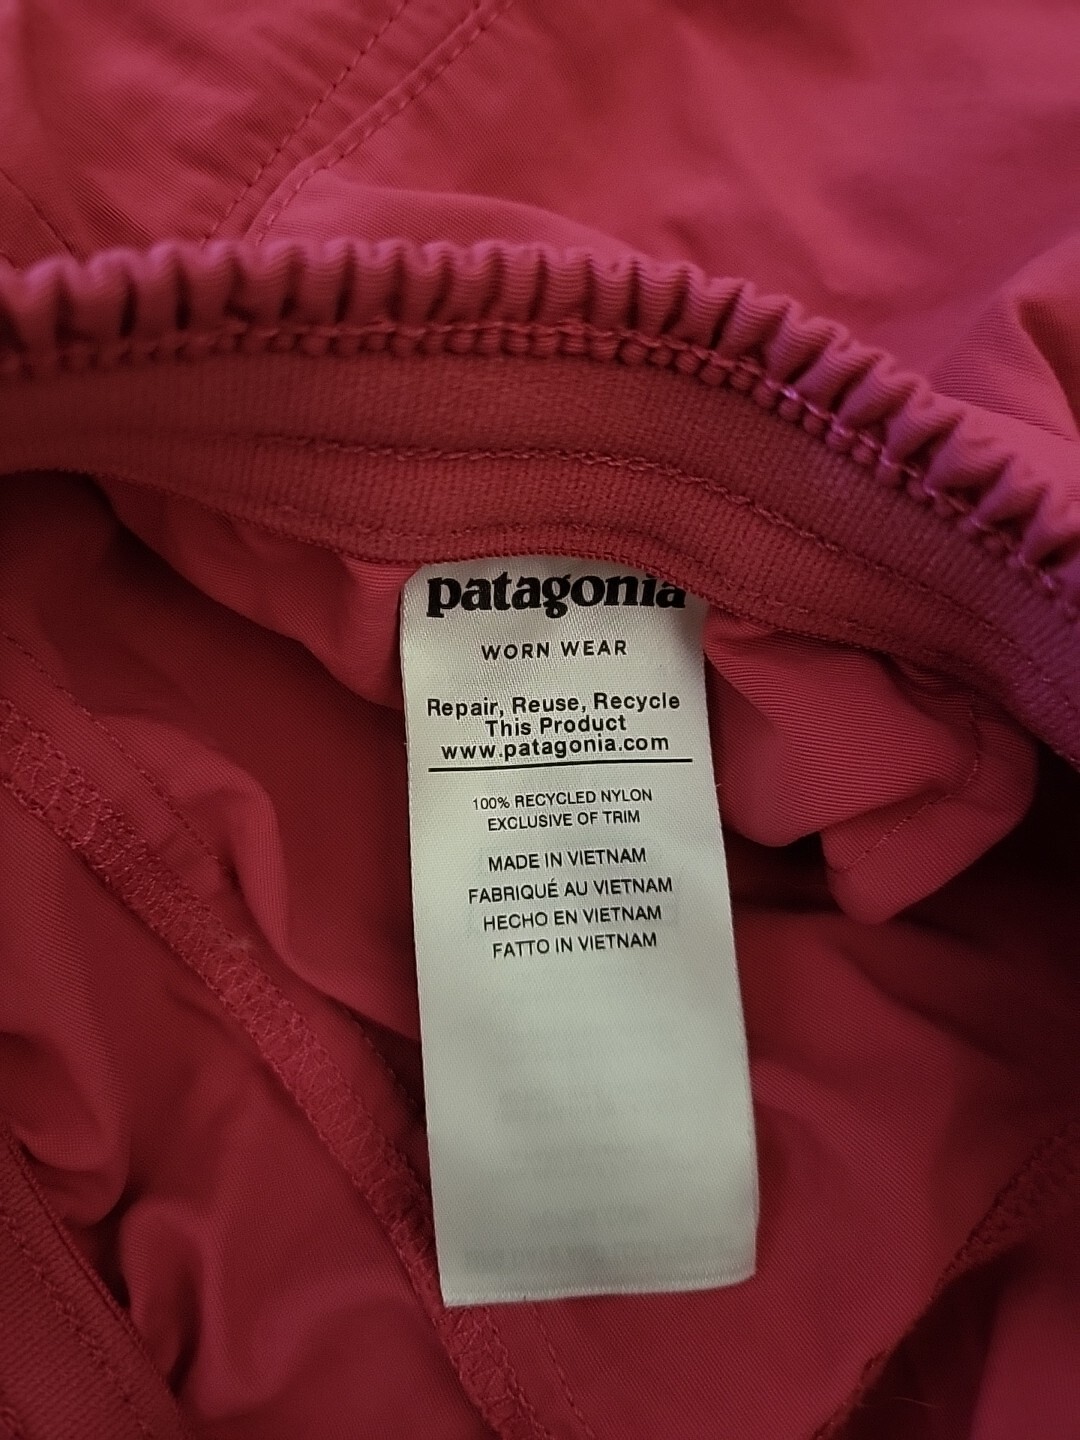 patagonia
WORN WEAR
Repair, Reuse, Recycle
This Product
www.patagonia.com
100% RECYCLED NYLON
EXCLUSIVE OF TRIM
MADE IN VIETNAM
FABRIQUÉ AU VIETNAM
HECHO EN VIETNAM
FATTO IN VIETNAM